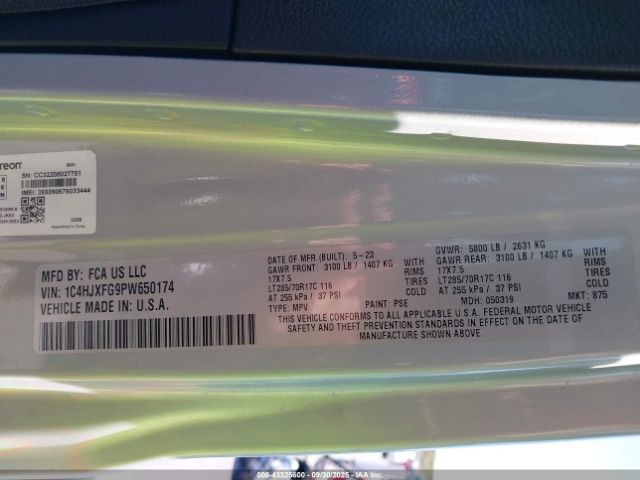 reon
SN: CC32208027751
IMEI: 355090676033444
MFD BY: FCA US LLC
VIN: 1C4HJXFG9PW650174
VEHICLE MADE IN U.S.A.
DATE OF MFR (BUILT): 5-23
GAWR FRONT: 3100 LB / 1407 KG WITH
17X7.5
LT285/70R17C 116 TIRES
AT 255 kPa / 37 PSI COLD
TYPE: MPV PAINT: PSE
GVWR: 5800 LB / 2631 KG
GAWR REAR: 3100 LB / 1407 KG WITH
17X7.5
LT285/70R17C 116 TIRES
AT 255 kPa / 37 PSI COLD
MDH: 050319 MKT: 875
THIS VEHICLE CONFORMS TO ALL APPLICABLE U.S.A. FEDERAL MOTOR VEHICLE
SAFETY AND THEFT PREVENTION STANDARDS IN EFFECT ON THE DATE OF
MANUFACTURE SHOWN ABOVE.
© 000-43325600 - 09/30/2025 - IAA Inc.